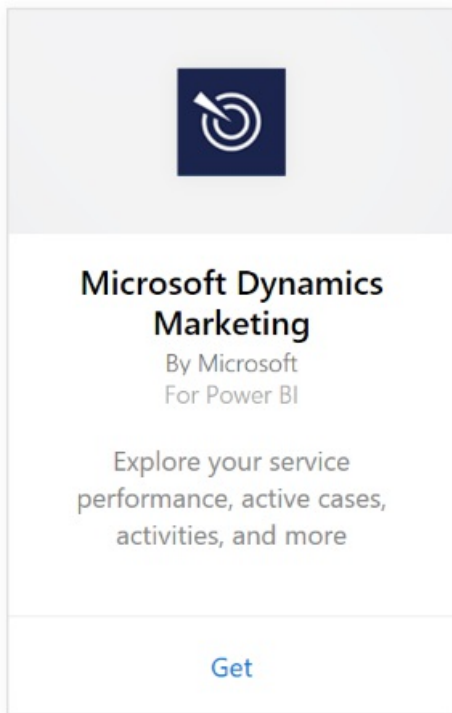 Microsoft Dynamics
Marketing
By Microsoft
For Power BI
Explore your service
performance, active cases,
activities, and more
Get